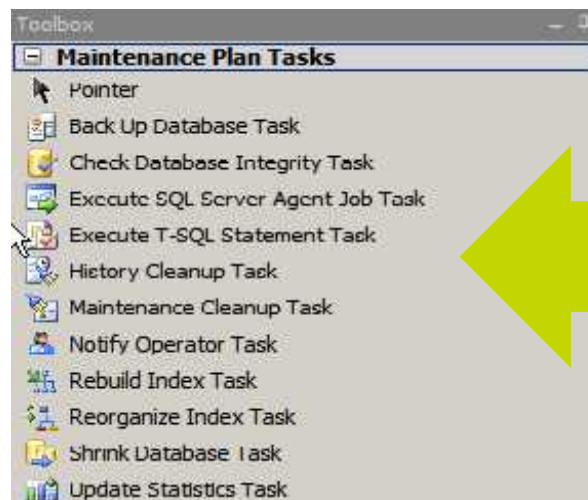 Toolbox
Maintenance Plan Tasks
Pointer
Back Up Database Task
Check Database Integrity Task
Execute SQL Server Agent Job Task
Execute T-SQL Statement Task
History Cleanup Task
Maintenance Cleanup Task
Notify Operator Task
Rebuild Index Task
Reorganize Index Task
Shrink Database Task
Update Statistics Task